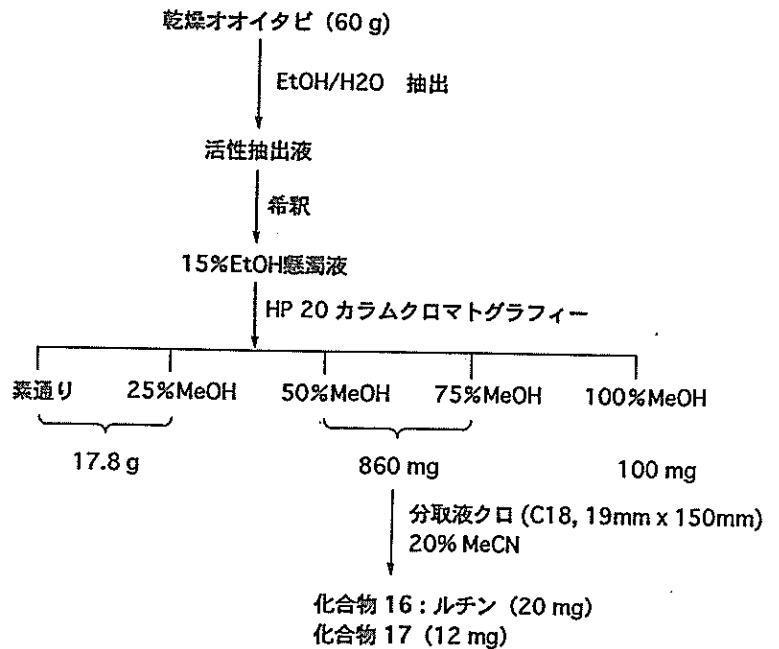 乾燥オオイタビ (60 g)
EtOH/H2O 抽出
活性抽出液
希釈
15%EtOH懸濁液
HP 20 カラムクロマトグラフィー
素通り 25%MeOH 50%MeOH 75%MeOH 100%MeOH
17.8 g 860 mg 100 mg
分取液クロ (C18, 19mm x 150mm)
20% MeCN
化合物 16 : ルチン (20 mg)
化合物 17 (12 mg)